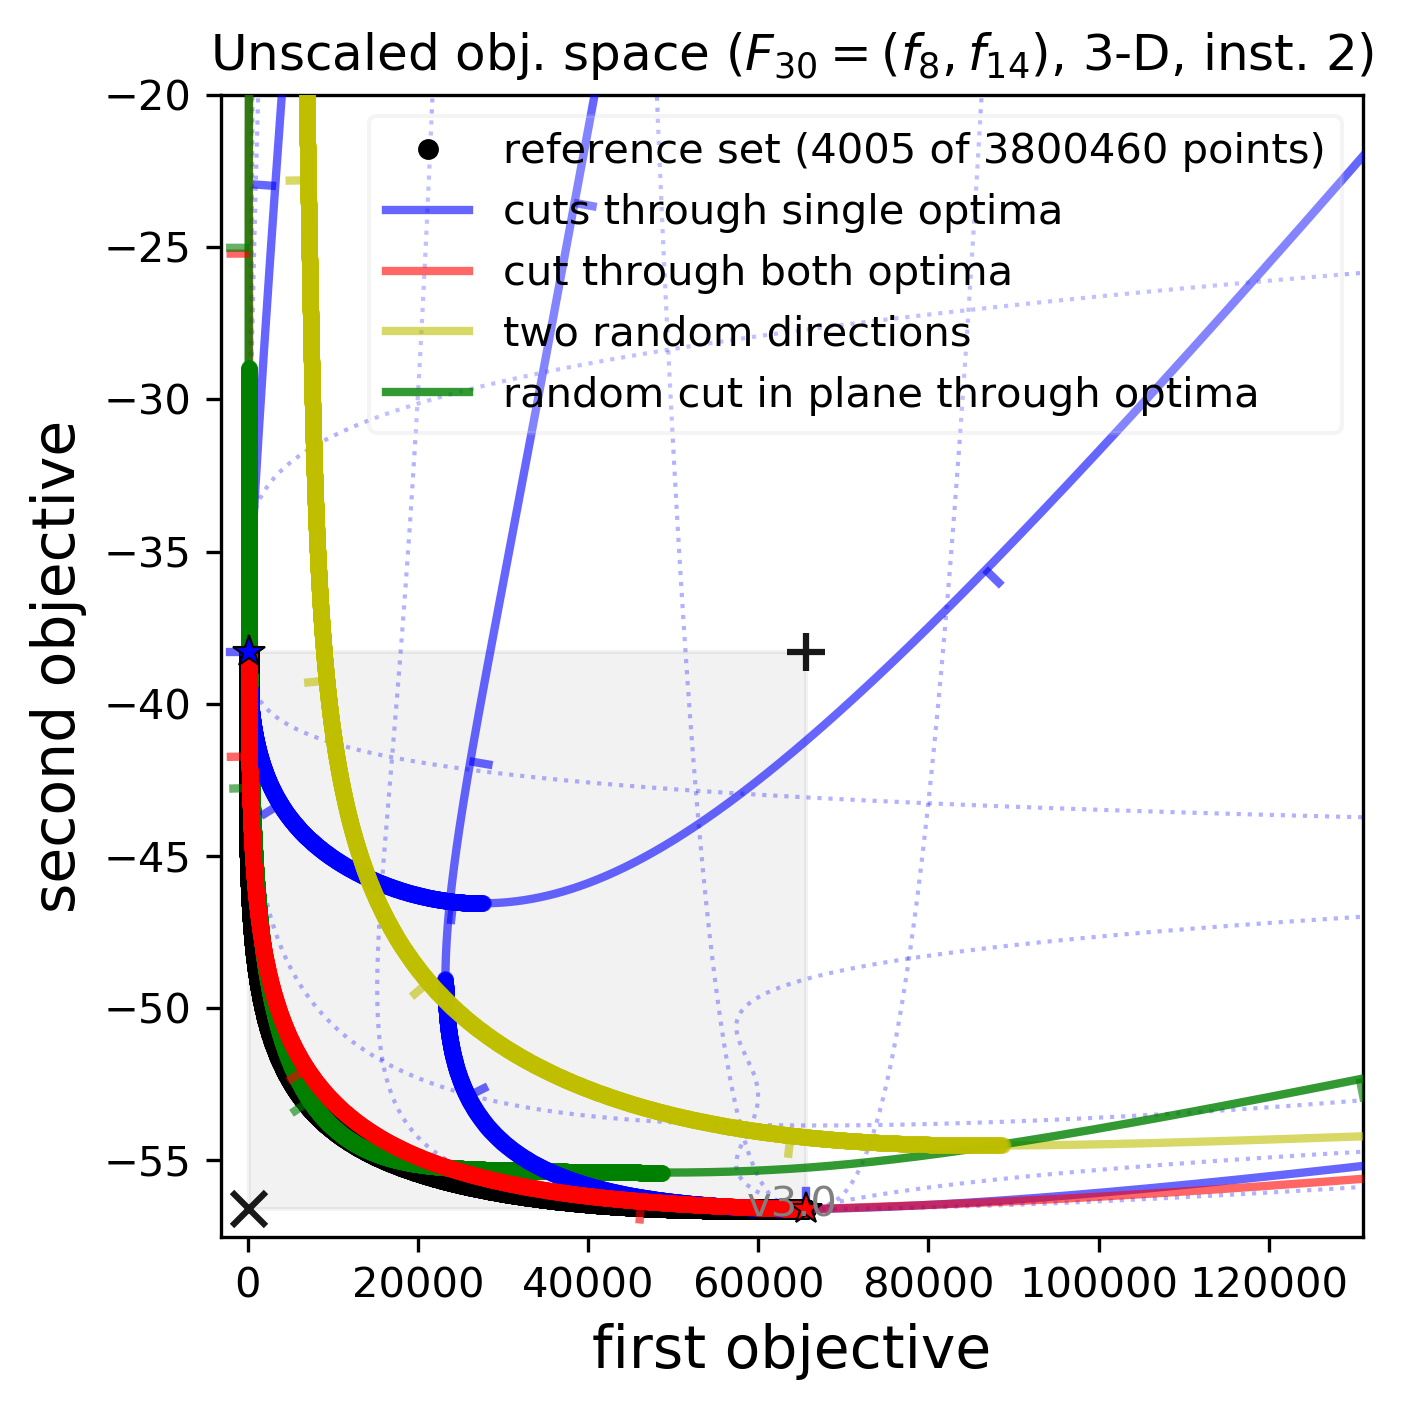 Unscaled obj. space (F30 = (f8, f14), 3-D, inst. 2)
reference set (4005 of 3800460 points)
cuts through single optima
cut through both optima
two random directions
random cut in plane through optima
second objective
−20
−25
−30
−35
−40
−45
−50
−55
v3.0
0 20000 40000 60000 80000 100000 120000
first objective